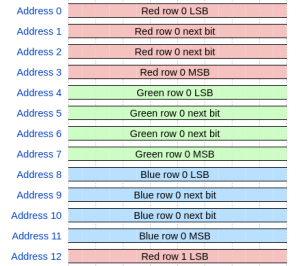 Address 0 Red row 0 LSB
Address 1 Red row 0 next bit
Address 2 Red row 0 next bit
Address 3 Red row 0 MSB
Address 4 Green row 0 LSB
Address 5 Green row 0 next bit
Address 6 Green row 0 next bit
Address 7 Green row 0 MSB
Address 8 Blue row 0 LSB
Address 9 Blue row 0 next bit
Address 10 Blue row 0 next bit
Address 11 Blue row 0 MSB
Address 12 Red row 1 LSB